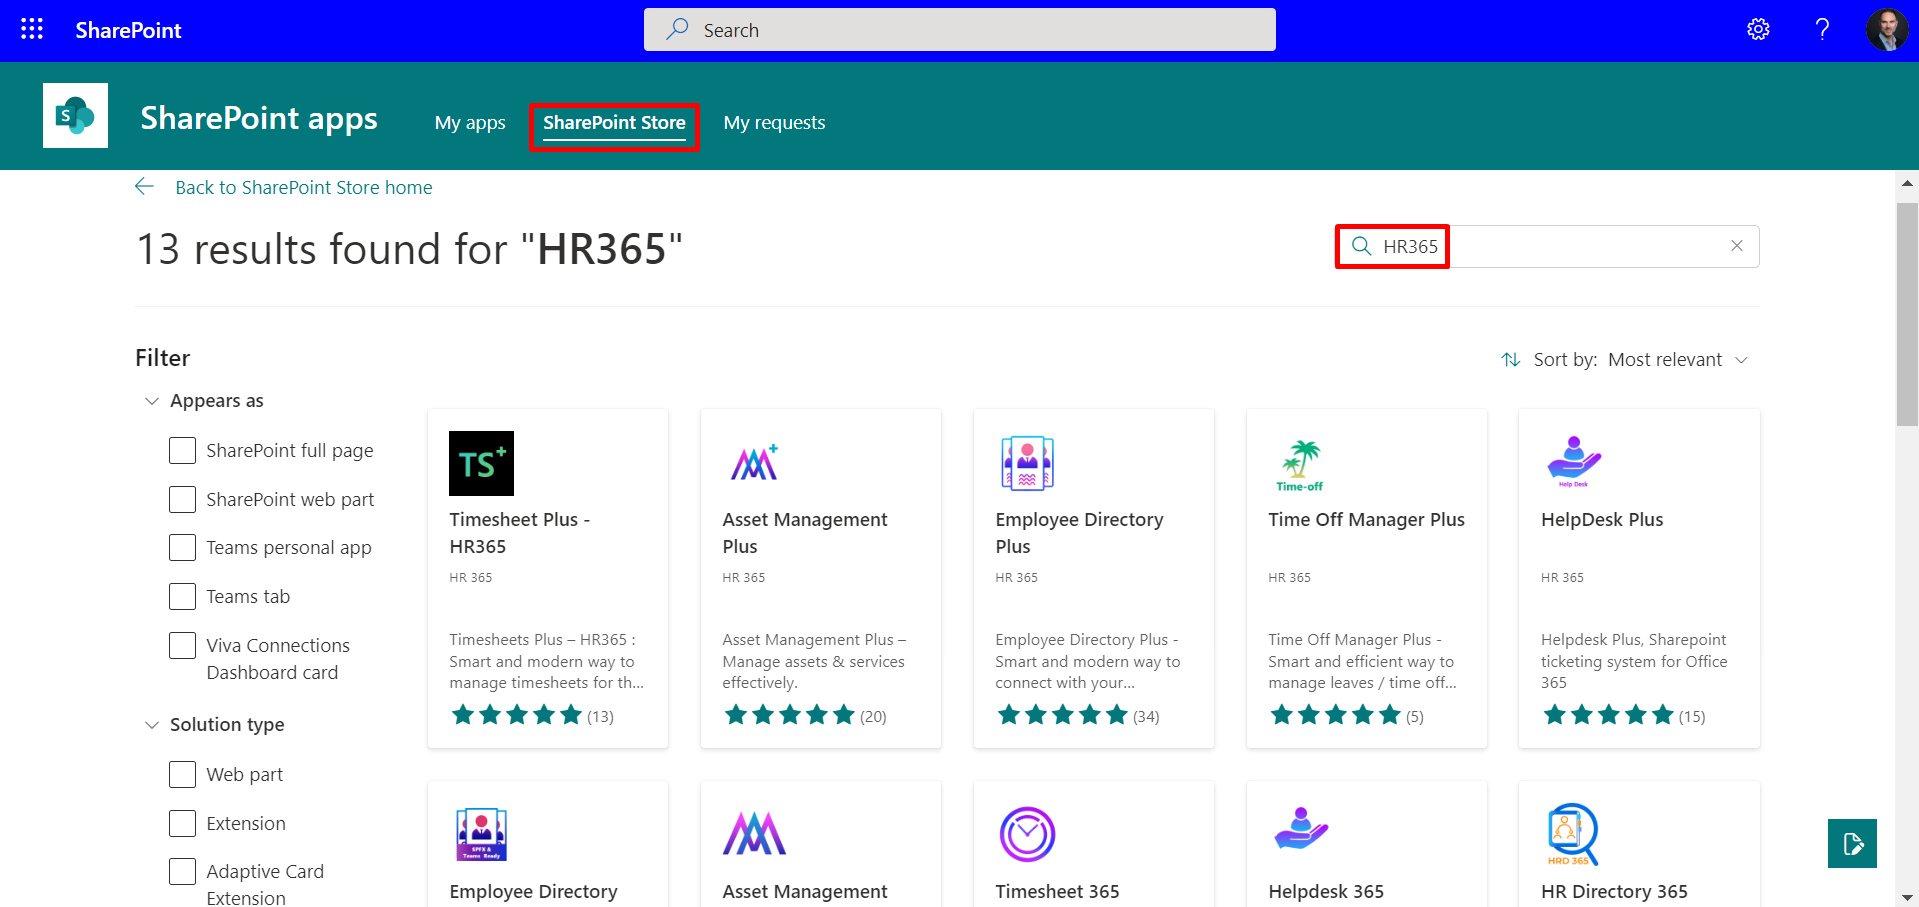 SharePoint
Search
SharePoint apps
My apps
SharePoint Store
My requests
Back to SharePoint Store home
13 results found for "HR365"
HR365
Filter
Sort by: Most relevant
Appears as
SharePoint full page
SharePoint web part
Teams personal app
Teams tab
Viva Connections
Dashboard card
Solution type
Web part
Extension
Adaptive Card
Extension
TS+
Timesheet Plus -
HR365
HR 365
Timesheets Plus – HR365 :
Smart and modern way to
manage timesheets for th...
(13)
Asset Management
Plus
HR 365
Asset Management Plus –
Manage assets & services
effectively.
(20)
Employee Directory
Plus
HR 365
Employee Directory Plus -
Smart and modern way to
connect with your...
(34)
Time-off
Time Off Manager Plus
HR 365
Time Off Manager Plus -
Smart and efficient way to
manage leaves / time off...
(5)
Help Desk
HelpDesk Plus
HR 365
Helpdesk Plus, Sharepoint
ticketing system for Office
365
(15)
SPFX &
Teams Ready
Employee Directory
Asset Management
Timesheet 365
Helpdesk 365
HRD 365
HR Directory 365